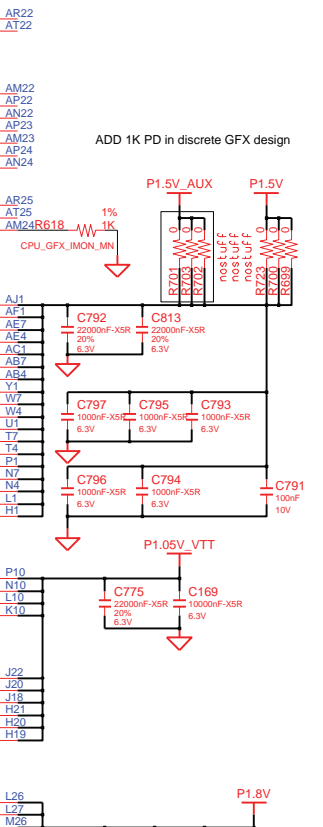 AR22
AT22
AM22
AP22
AN22
AP23
AM23
AP24
AN24
ADD 1K PD in discrete GFX design
P1.5V_AUX
P1.5V
AR25
AT25
AM24
R618
1%
1K
CPU_GFX_IMON_MN
R701
0
R703
0
R702
0
nostuff
nostuff
nostuff
R723
0
R700
0
R699
0
AJ1
AF1
AE7
AE4
AC1
AB7
AB4
Y1
W7
W4
U1
T7
T4
P1
N7
N4
L1
H1
C792
22000nF-X5R
20%
6.3V
C813
22000nF-X5R
20%
6.3V
C797
1000nF-X5R
6.3V
C795
1000nF-X5R
6.3V
C793
1000nF-X5R
6.3V
C796
1000nF-X5R
6.3V
C794
1000nF-X5R
6.3V
C791
100nF
10V
P1.05V_VTT
P10
N10
L10
K10
C775
22000nF-X5R
20%
6.3V
C169
10000nF-X5R
6.3V
J22
J20
J18
H21
H20
H19
P1.8V
L26
L27
M26